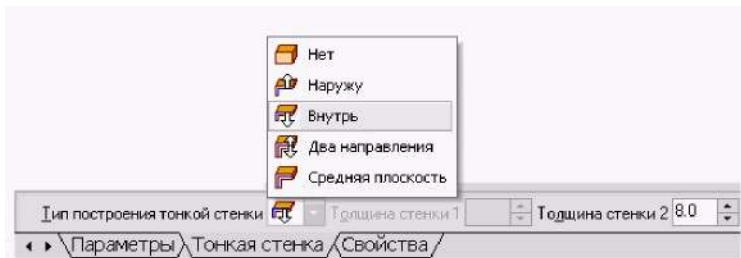 Нет
Наружу
Внутрь
Два направления
Средняя плоскость
Тип построения тонкой стенки Толщина стенки 1 Толщина стенки 2 8.0
Параметры Тонкая стенка Свойства